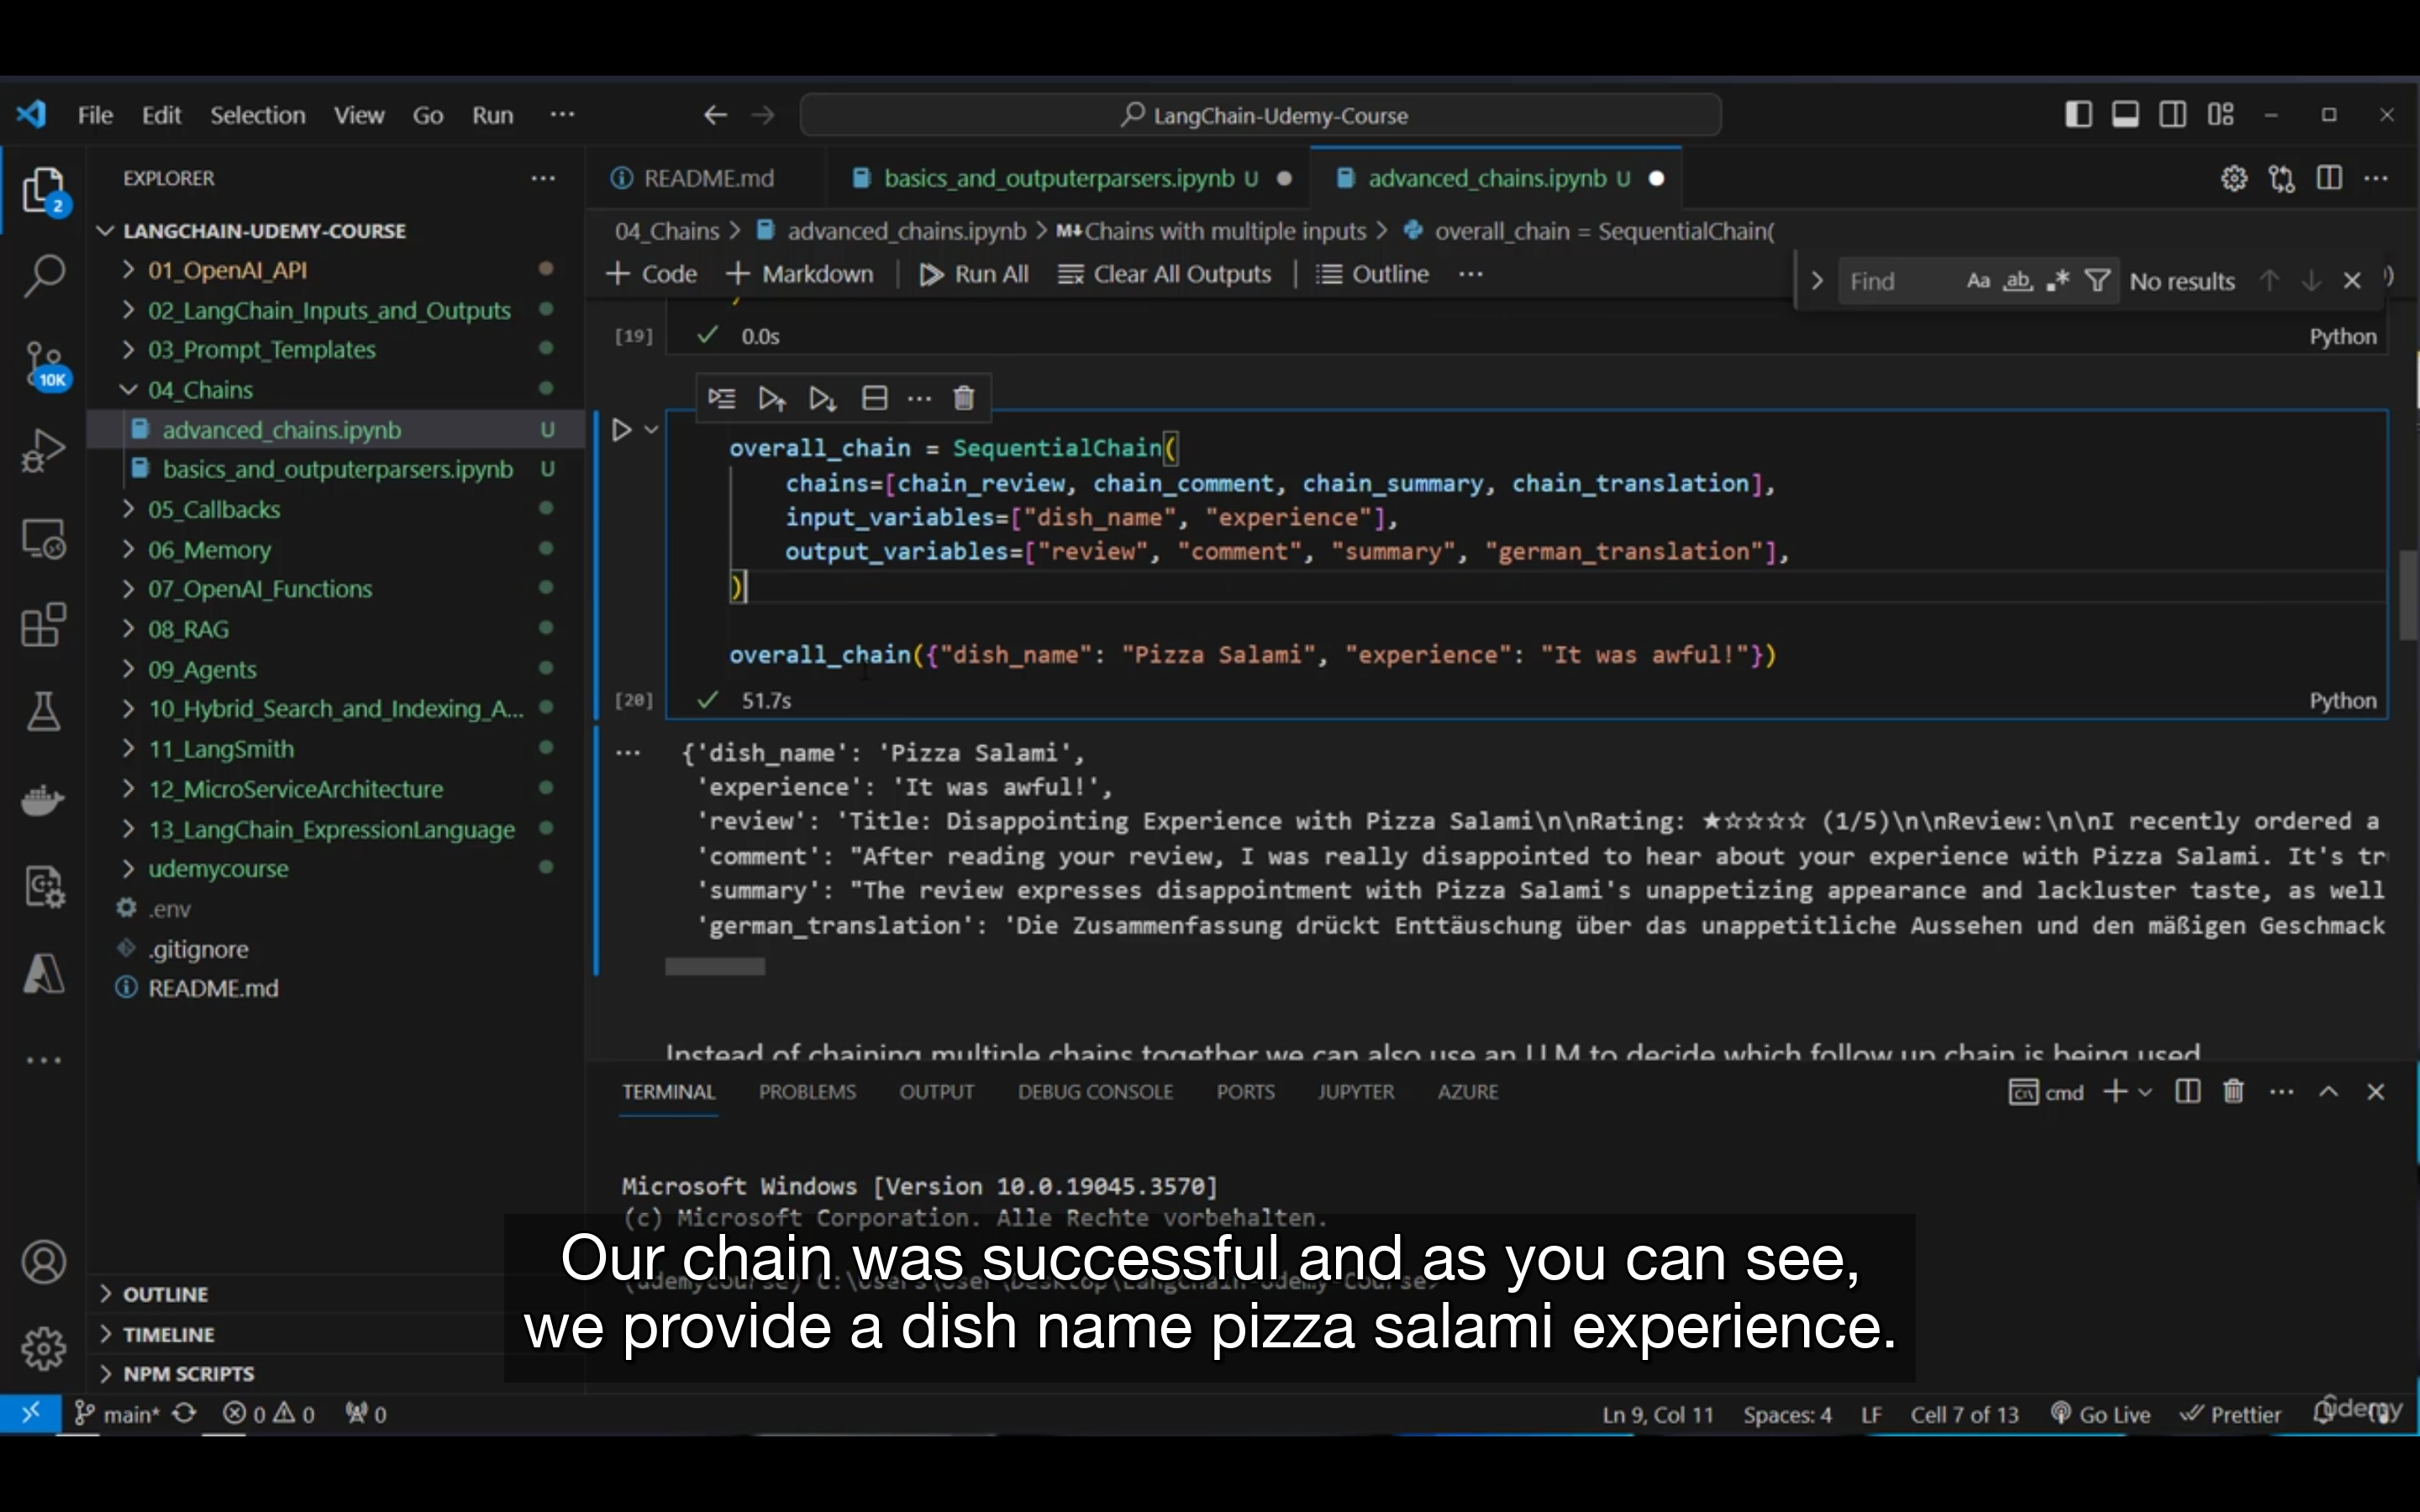 File Edit Selection View Go Run ...
LangChain-Udemy-Course
EXPLORER
README.md
basics_and_outputerparsers.ipynb U
advanced_chains.ipynb U
2
LANGCHAIN-UDEMY-COURSE
01_OpenAI_API
02_LangChain_Inputs_and_Outputs
03_Prompt_Templates
04_Chains
advanced_chains.ipynb U
basics_and_outputerparsers.ipynb U
05_Callbacks
06_Memory
07_OpenAI_Functions
08_RAG
09_Agents
10_Hybrid_Search_and_Indexing_A...
11_LangSmith
12_MicroServiceArchitecture
13_LangChain_ExpressionLanguage
udemycourse
.env
.gitignore
README.md
10K
OUTLINE
TIMELINE
NPM SCRIPTS
04_Chains > advanced_chains.ipynb > M↓Chains with multiple inputs > overall_chain = SequentialChain(
+ Code + Markdown | Run All Clear All Outputs | Outline ...
Find Aa ab .* No results
[19] ✓ 0.0s Python
overall_chain = SequentialChain(
chains=[chain_review, chain_comment, chain_summary, chain_translation],
input_variables=["dish_name", "experience"],
output_variables=["review", "comment", "summary", "german_translation"],
)
overall_chain({"dish_name": "Pizza Salami", "experience": "It was awful!"})
[20] ✓ 51.7s Python
{'dish_name': 'Pizza Salami',
'experience': 'It was awful!',
'review': 'Title: Disappointing Experience with Pizza Salami\n\nRating: ★☆☆☆☆ (1/5)\n\nReview:\n\nI recently ordered a
'comment': "After reading your review, I was really disappointed to hear about your experience with Pizza Salami. It's tr
'summary': "The review expresses disappointment with Pizza Salami's unappetizing appearance and lackluster taste, as well
'german_translation': 'Die Zusammenfassung drückt Enttäuschung über das unappetitliche Aussehen und den mäßigen Geschmack
Instead of chaining multiple chains together we can also use an LLM to decide which follow up chain is being used
TERMINAL PROBLEMS OUTPUT DEBUG CONSOLE PORTS JUPYTER AZURE
cmd
Microsoft Windows [Version 10.0.19045.3570]
(c) Microsoft Corporation. Alle Rechte vorbehalten.
(udemycourse) C:\Users\User\Desktop\LangChain-Udemy-Course>
Our chain was successful and as you can see,
we provide a dish name pizza salami experience.
main* 0 0 0
Ln 9, Col 11 Spaces: 4 LF Cell 7 of 13 Go Live Prettier
udemy